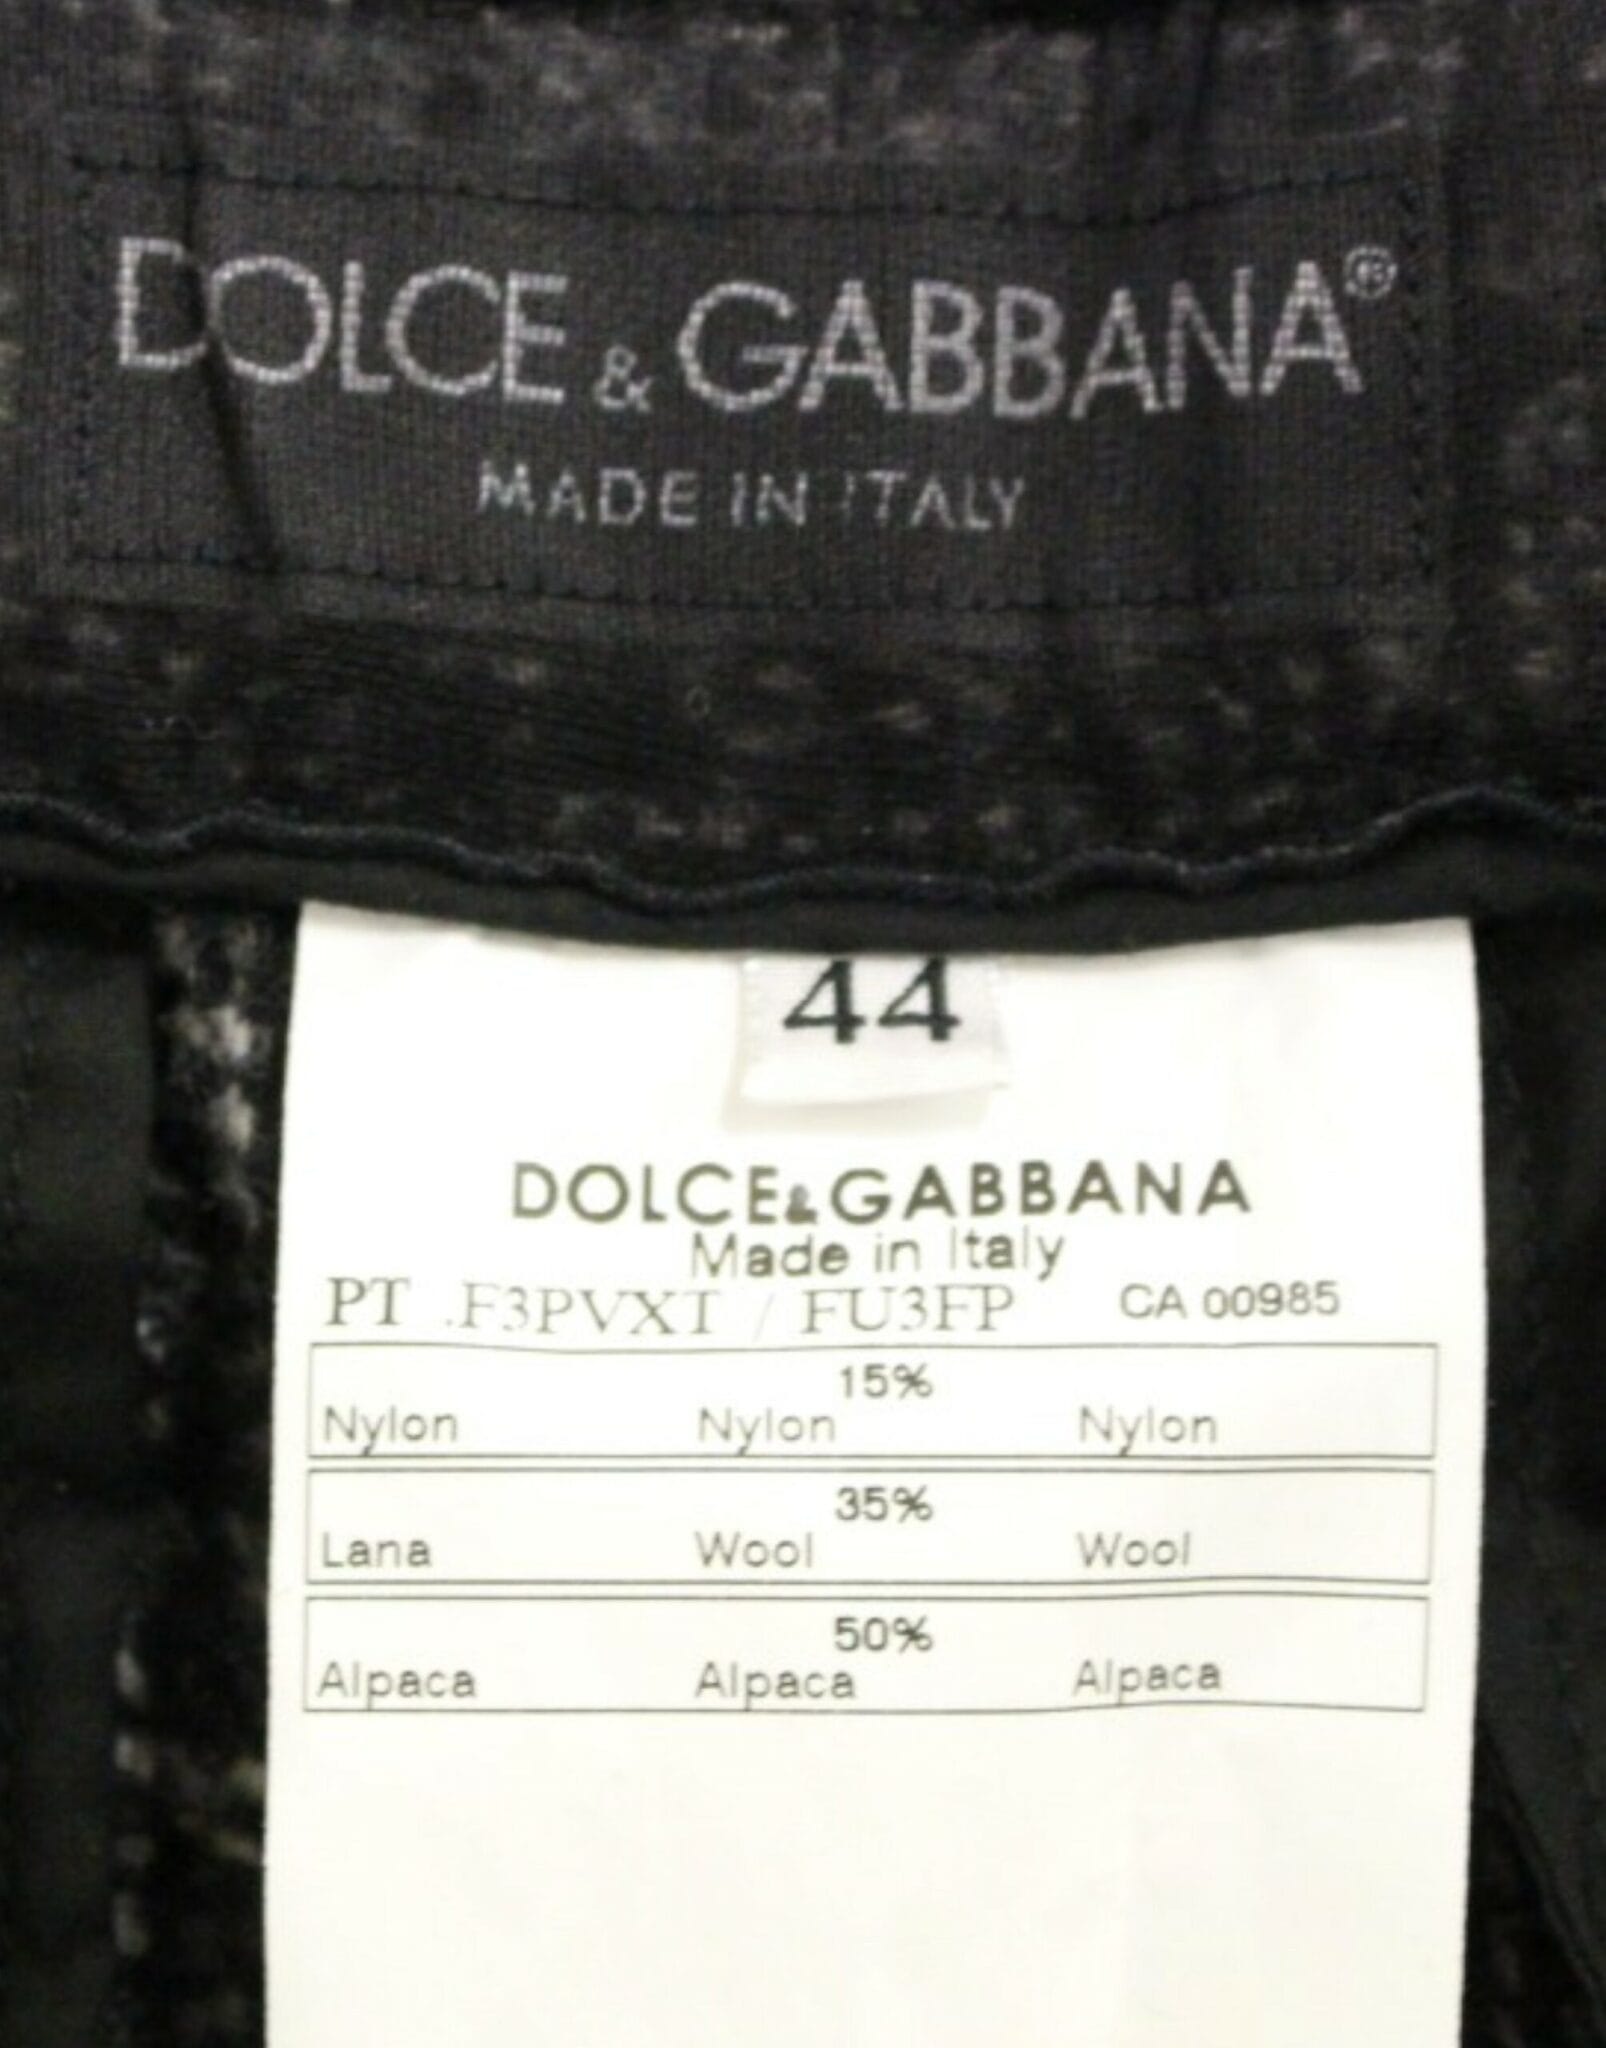 DOLCE & GABBANA®
MADE IN ITALY
44
DOLCE & GABBANA
Made in Italy
PT .F3PVXT / FU3FP CA 00985
15%
Nylon Nylon Nylon
35%
Lana Wool Wool
50%
Alpaca Alpaca Alpaca